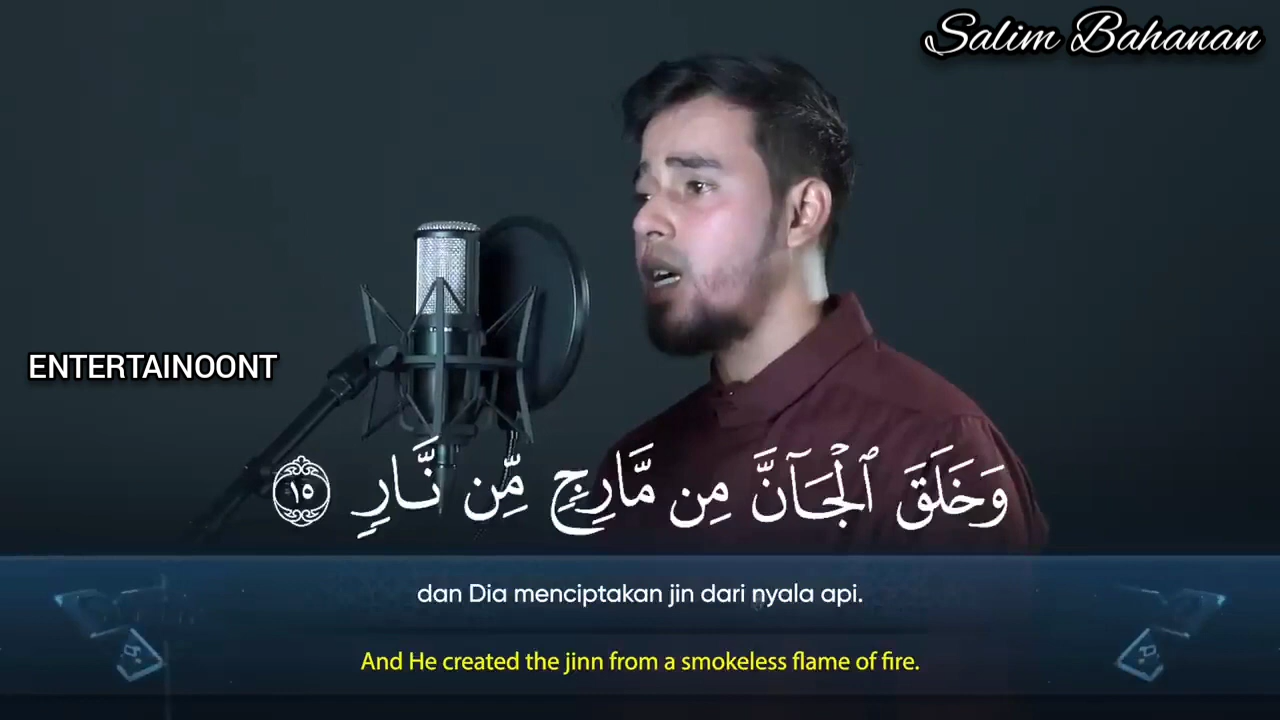 Salim Bahanan
ENTERTAINOONT
وَخَلَقَ ٱلْجَآنَّ مِن مَّارِجٍ مِّن نَّارٍ ١٥
dan Dia menciptakan jin dari nyala api.
And He created the jinn from a smokeless flame of fire.